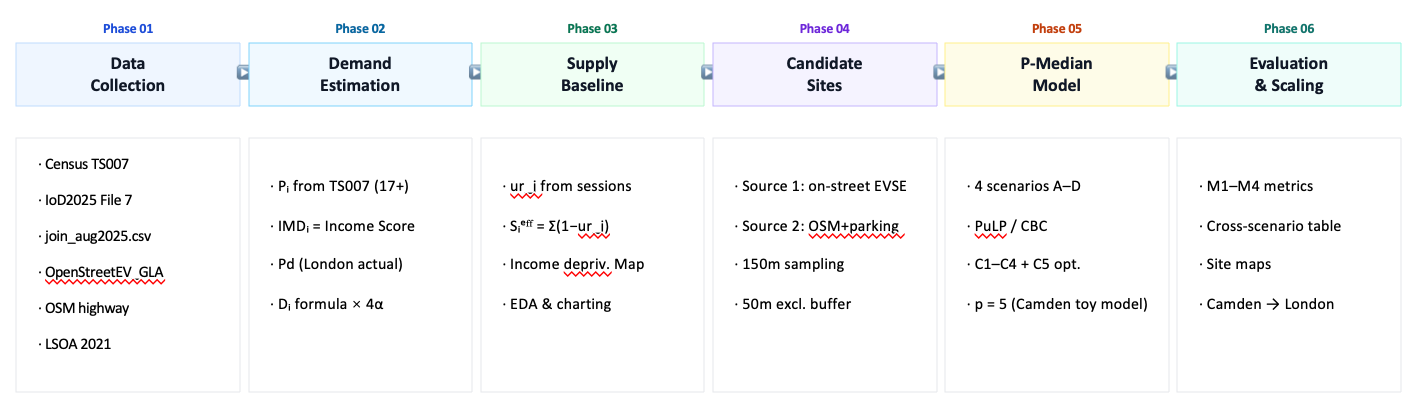 Phase 01
Data
Collection
· Census TS007
· IoD2025 File 7
· join_aug2025.csv
· OpenStreetEV_GLA
· OSM highway
· LSOA 2021
Phase 02
Demand
Estimation
· Pᵢ from TS007 (17+)
· IMDᵢ = Income Score
· Pd (London actual)
· Dᵢ formula × 4α
Phase 03
Supply
Baseline
· ur_i from sessions
· Sᵢᵉᶠᶠ = Σ(1−ur_i)
· Income depriv. Map
· EDA & charting
Phase 04
Candidate
Sites
· Source 1: on-street EVSE
· Source 2: OSM+parking
· 150m sampling
· 50m excl. buffer
Phase 05
P-Median
Model
· 4 scenarios A–D
· PuLP / CBC
· C1–C4 + C5 opt.
· p = 5 (Camden toy model)
Phase 06
Evaluation
& Scaling
· M1–M4 metrics
· Cross-scenario table
· Site maps
· Camden → London